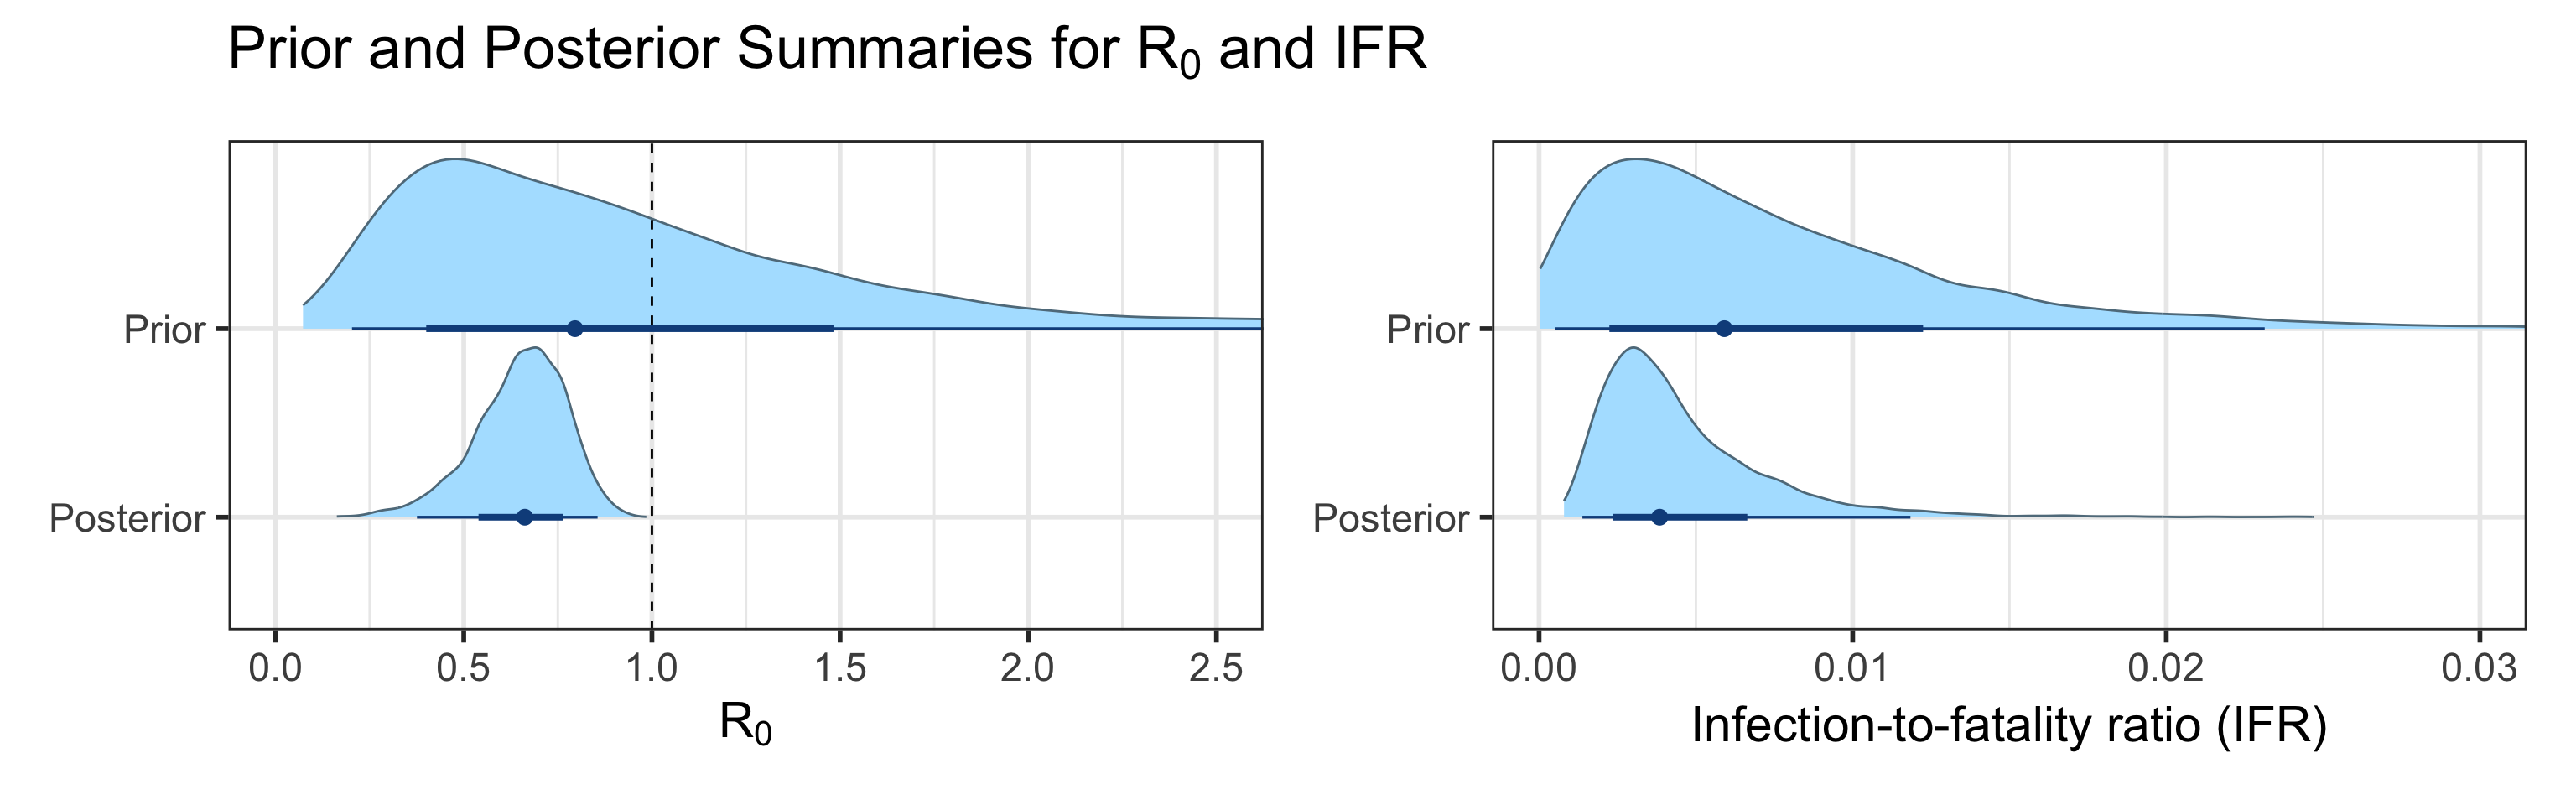 Prior and Posterior Summaries for R₀ and IFR
Prior
Posterior
0.0 0.5 1.0 1.5 2.0 2.5
R₀
Prior
Posterior
0.00 0.01 0.02 0.03
Infection-to-fatality ratio (IFR)